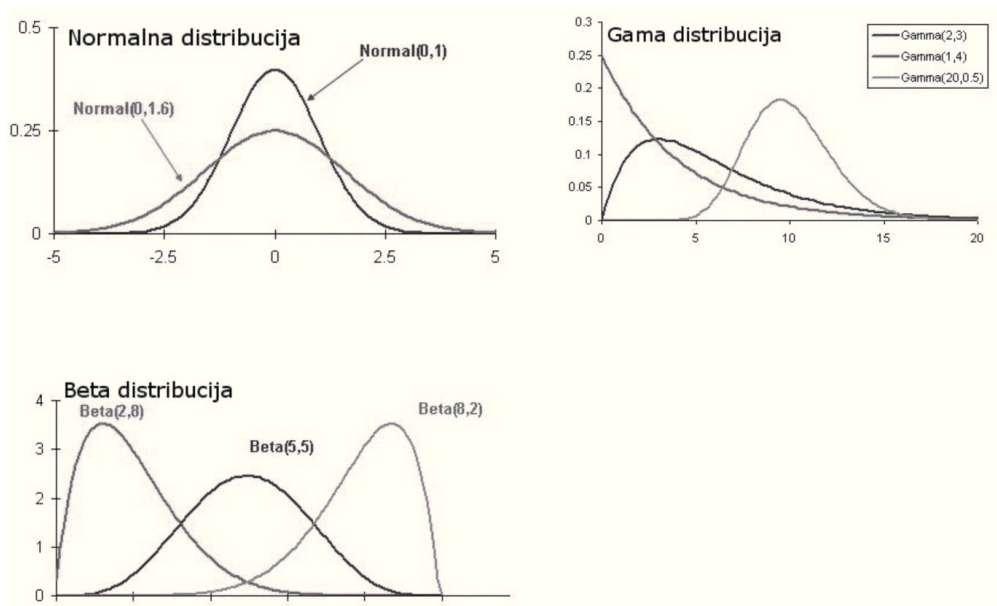 Normalna distribucija
Normal(0,1)
Normal(0,1.6)
0.5
0.25
0
-5 -2.5 0 2.5 5
Gama distribucija
Gamma(2,3)
Gamma(1,4)
Gamma(20,0.5)
0.3
0.25
0.2
0.15
0.1
0.05
0
0 5 10 15 20
Beta distribucija
Beta(2,8)
Beta(8,2)
Beta(5,5)
4
3
2
1
0